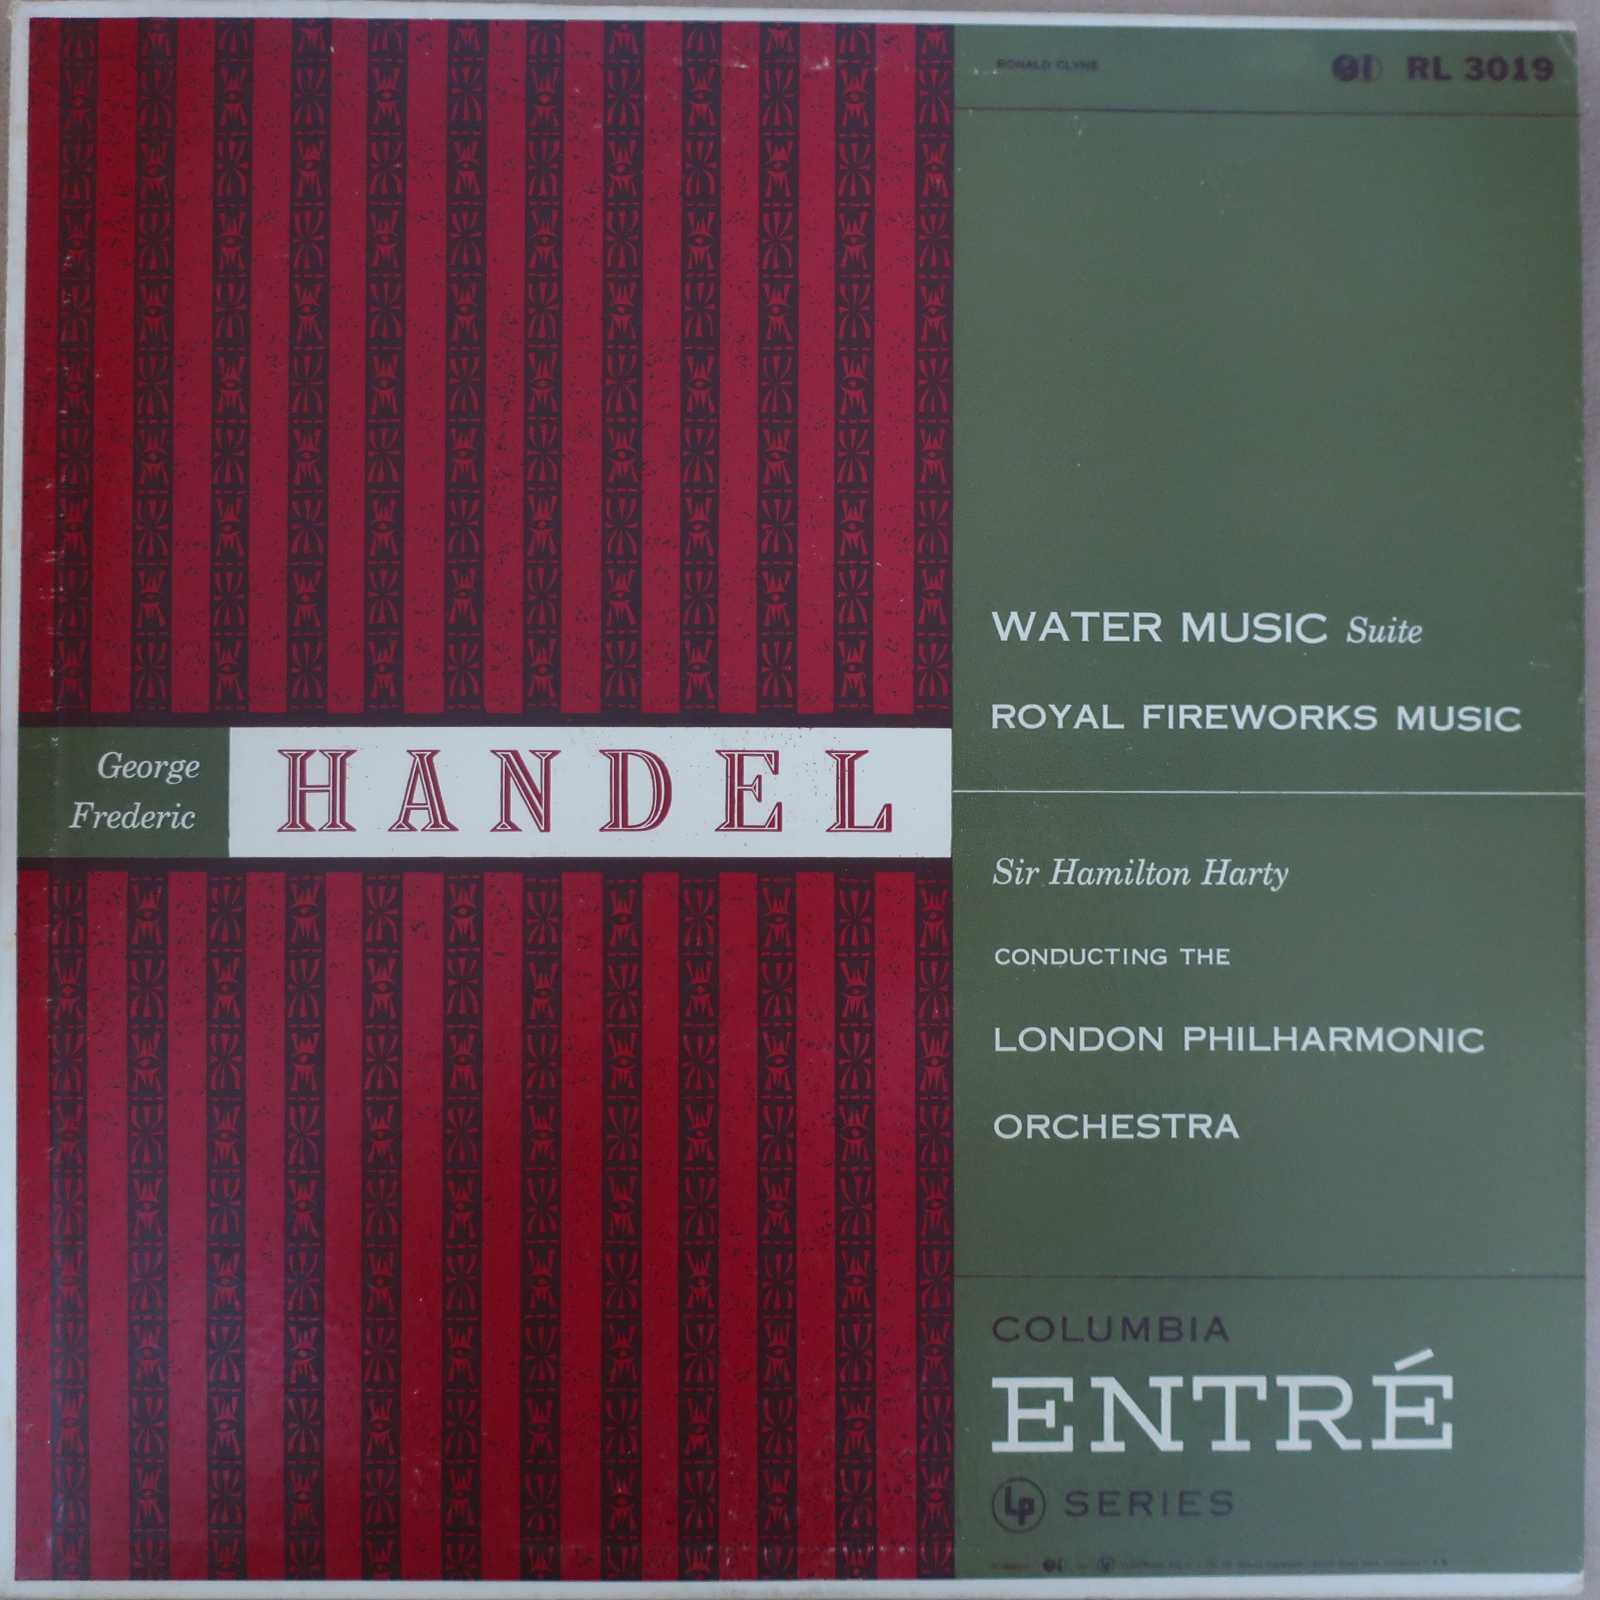 RONALD CLYNE
RL 3019
WATER MUSIC Suite
ROYAL FIREWORKS MUSIC
George
Frederic
HANDEL
Sir Hamilton Harty
CONDUCTING THE
LONDON PHILHARMONIC
ORCHESTRA
COLUMBIA
ENTRÉ
Lp SERIES